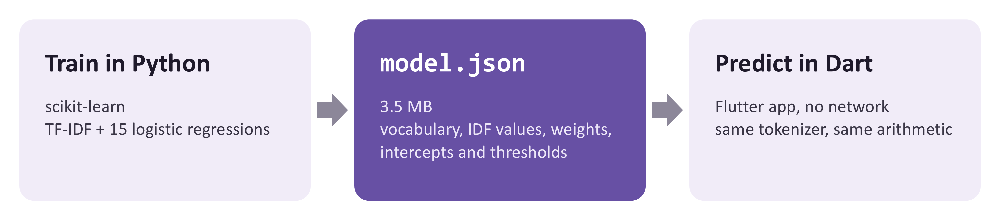 Train in Python
scikit-learn
TF-IDF + 15 logistic regressions
model.json
3.5 MB
vocabulary, IDF values, weights,
intercepts and thresholds
Predict in Dart
Flutter app, no network
same tokenizer, same arithmetic